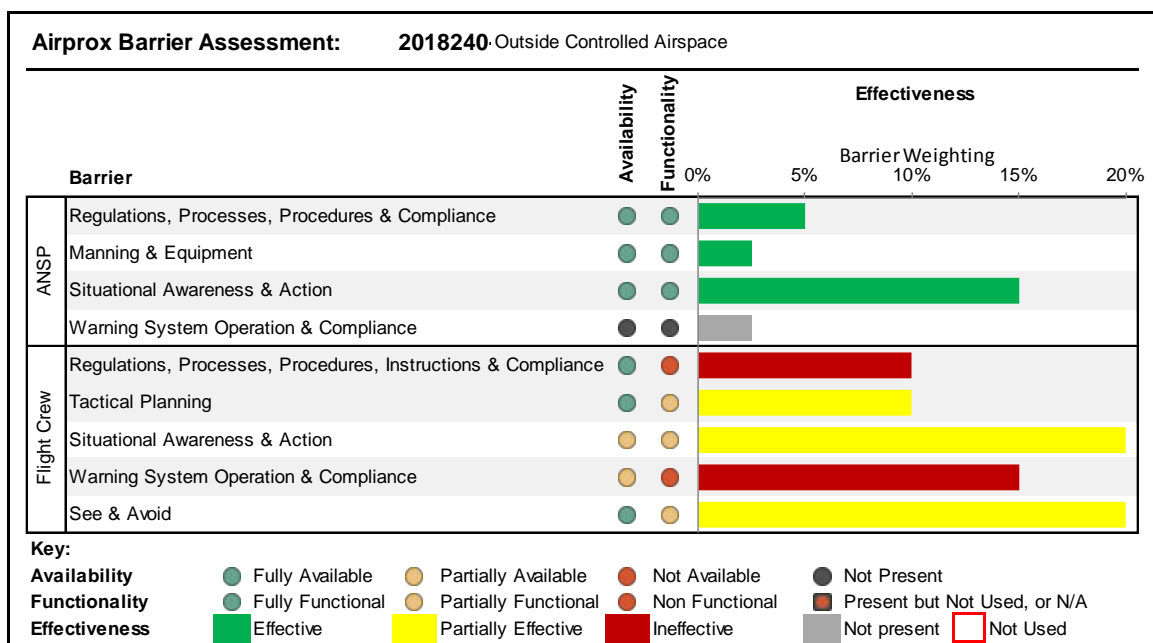 Airprox Barrier Assessment: 2018240 Outside Controlled Airspace
Availability
Functionality
Effectiveness
Barrier Weighting
Barrier
0% 5% 10% 15% 20%
ANSP
Regulations, Processes, Procedures & Compliance
Manning & Equipment
Situational Awareness & Action
Warning System Operation & Compliance
Flight Crew
Regulations, Processes, Procedures, Instructions & Compliance
Tactical Planning
Situational Awareness & Action
Warning System Operation & Compliance
See & Avoid
Key:
Availability Fully Available Partially Available Not Available Not Present
Functionality Fully Functional Partially Functional Non Functional Present but Not Used, or N/A
Effectiveness Effective Partially Effective Ineffective Not present Not Used